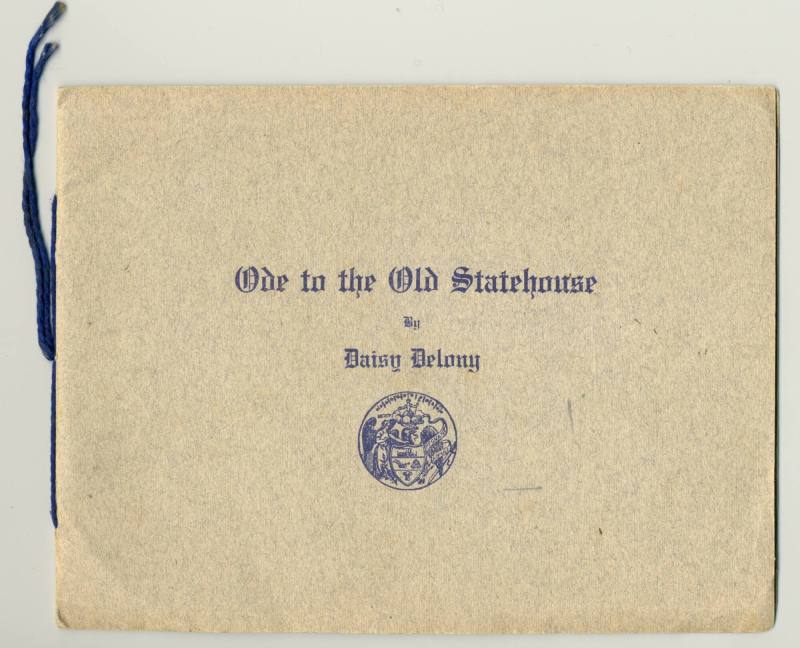 Ode to the Old Statehouse
By
Daisy Delony